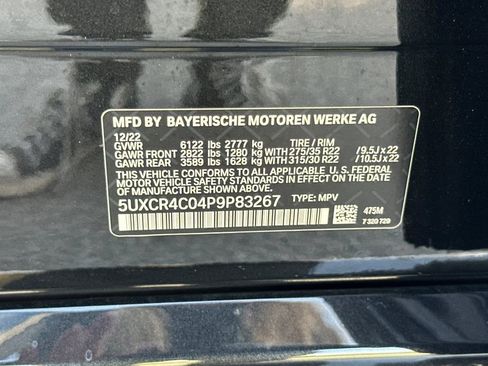 MFD BY BAYERISCHE MOTOREN WERKE AG
12/22
GVWR 6122 lbs 2777 kg TIRE / RIM
GAWR FRONT 2822 lbs 1280 kg WITH 275/35 R22 / 9.5J x 22
GAWR REAR 3589 lbs 1628 kg WITH 315/30 R22 / 10.5J x 22
THIS VEHICLE CONFORMS TO ALL APPLICABLE U. S. FEDERAL
MOTOR VEHICLE SAFETY STANDARDS IN EFFECT
ON THE DATE OF MANUFACTURE SHOWN ABOVE.
5UXCR4C04P9P83267 TYPE: MPV
475M
7 320 729